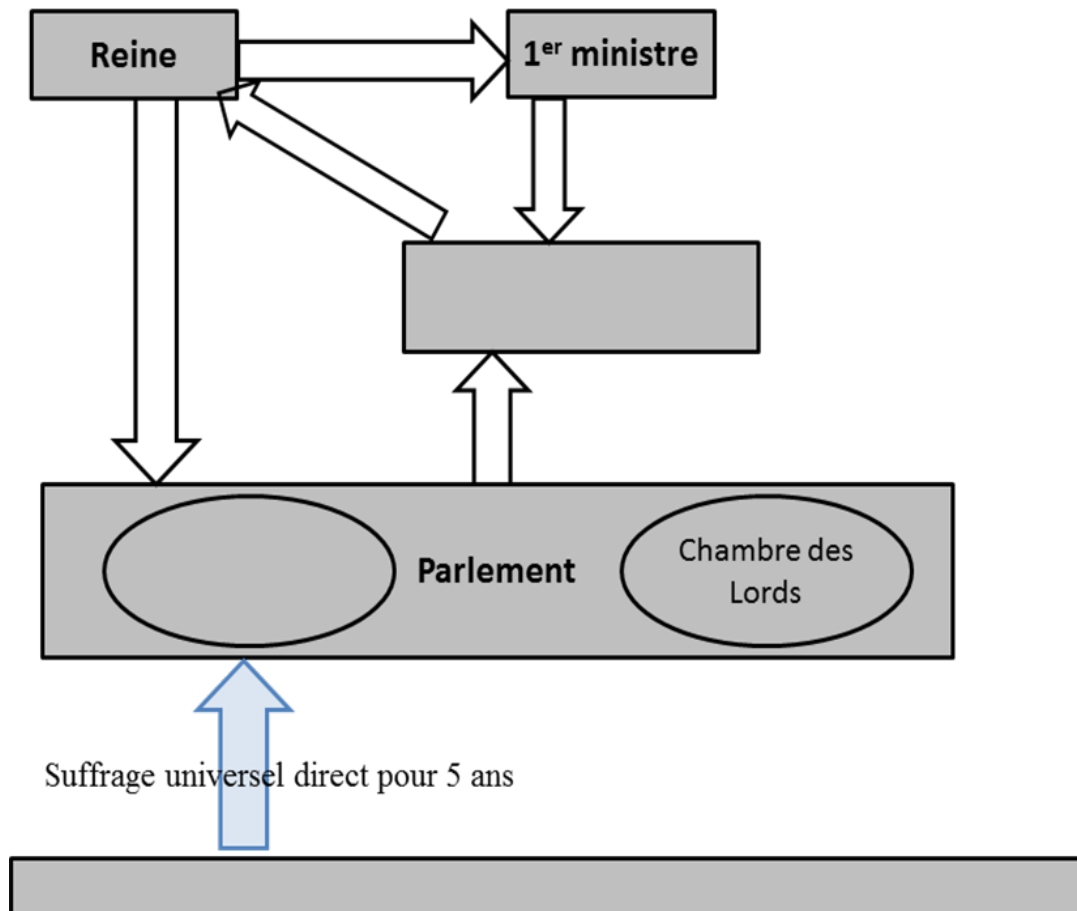 Reine
1er ministre
Parlement
Chambre des
Lords
Suffrage universel direct pour 5 ans